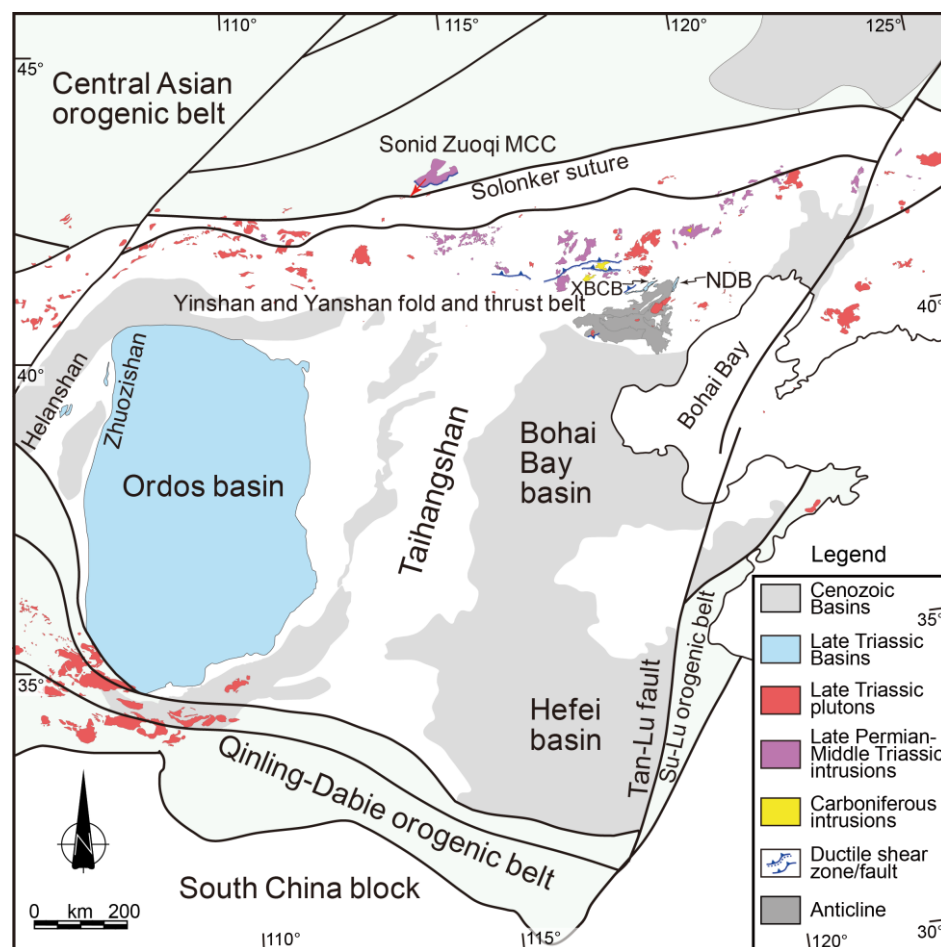 110°
115°
120°
125°
45°
Central Asian
orogenic belt
Sonid Zuoqi MCC
Solonker suture
XBCB
NDB
Yinshan and Yanshan fold and thrust belt
40°
40°
Helanshan
Zhuozishan
Bohai Bay
Taihangshan
Bohai
Bay
basin
Ordos basin
Legend
Cenozoic
Basins
35°
Late Triassic
Basins
Late Triassic
plutons
Late Permian-
Middle Triassic
intrusions
Carboniferous
intrusions
Ductile shear
zone/fault
Anticline
30°
35°
Hefei
basin
Tan-Lu fault
Su-Lu orogenic belt
Qinling-Dabie orogenic belt
South China block
N
0 km 200
110°
115°
120°